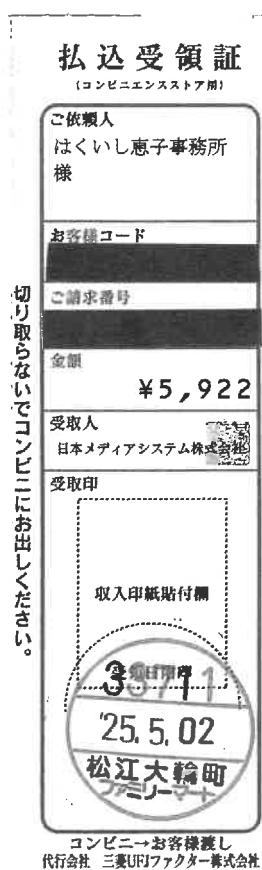 払込受領証
(コンビニエンスストア用)
ご依頼人
はくいし恵子事務所
様
お客様コード
ご請求番号
金額
¥5,922
受取人
日本メディアシステム株式会社
受取印
収入印紙貼付欄
'25.5.02
松江大輪町
ファミリーマート
切り取らないでコンビニにお出しください。
コンビニ→お客様渡し
代行会社 三菱UFJファクター株式会社